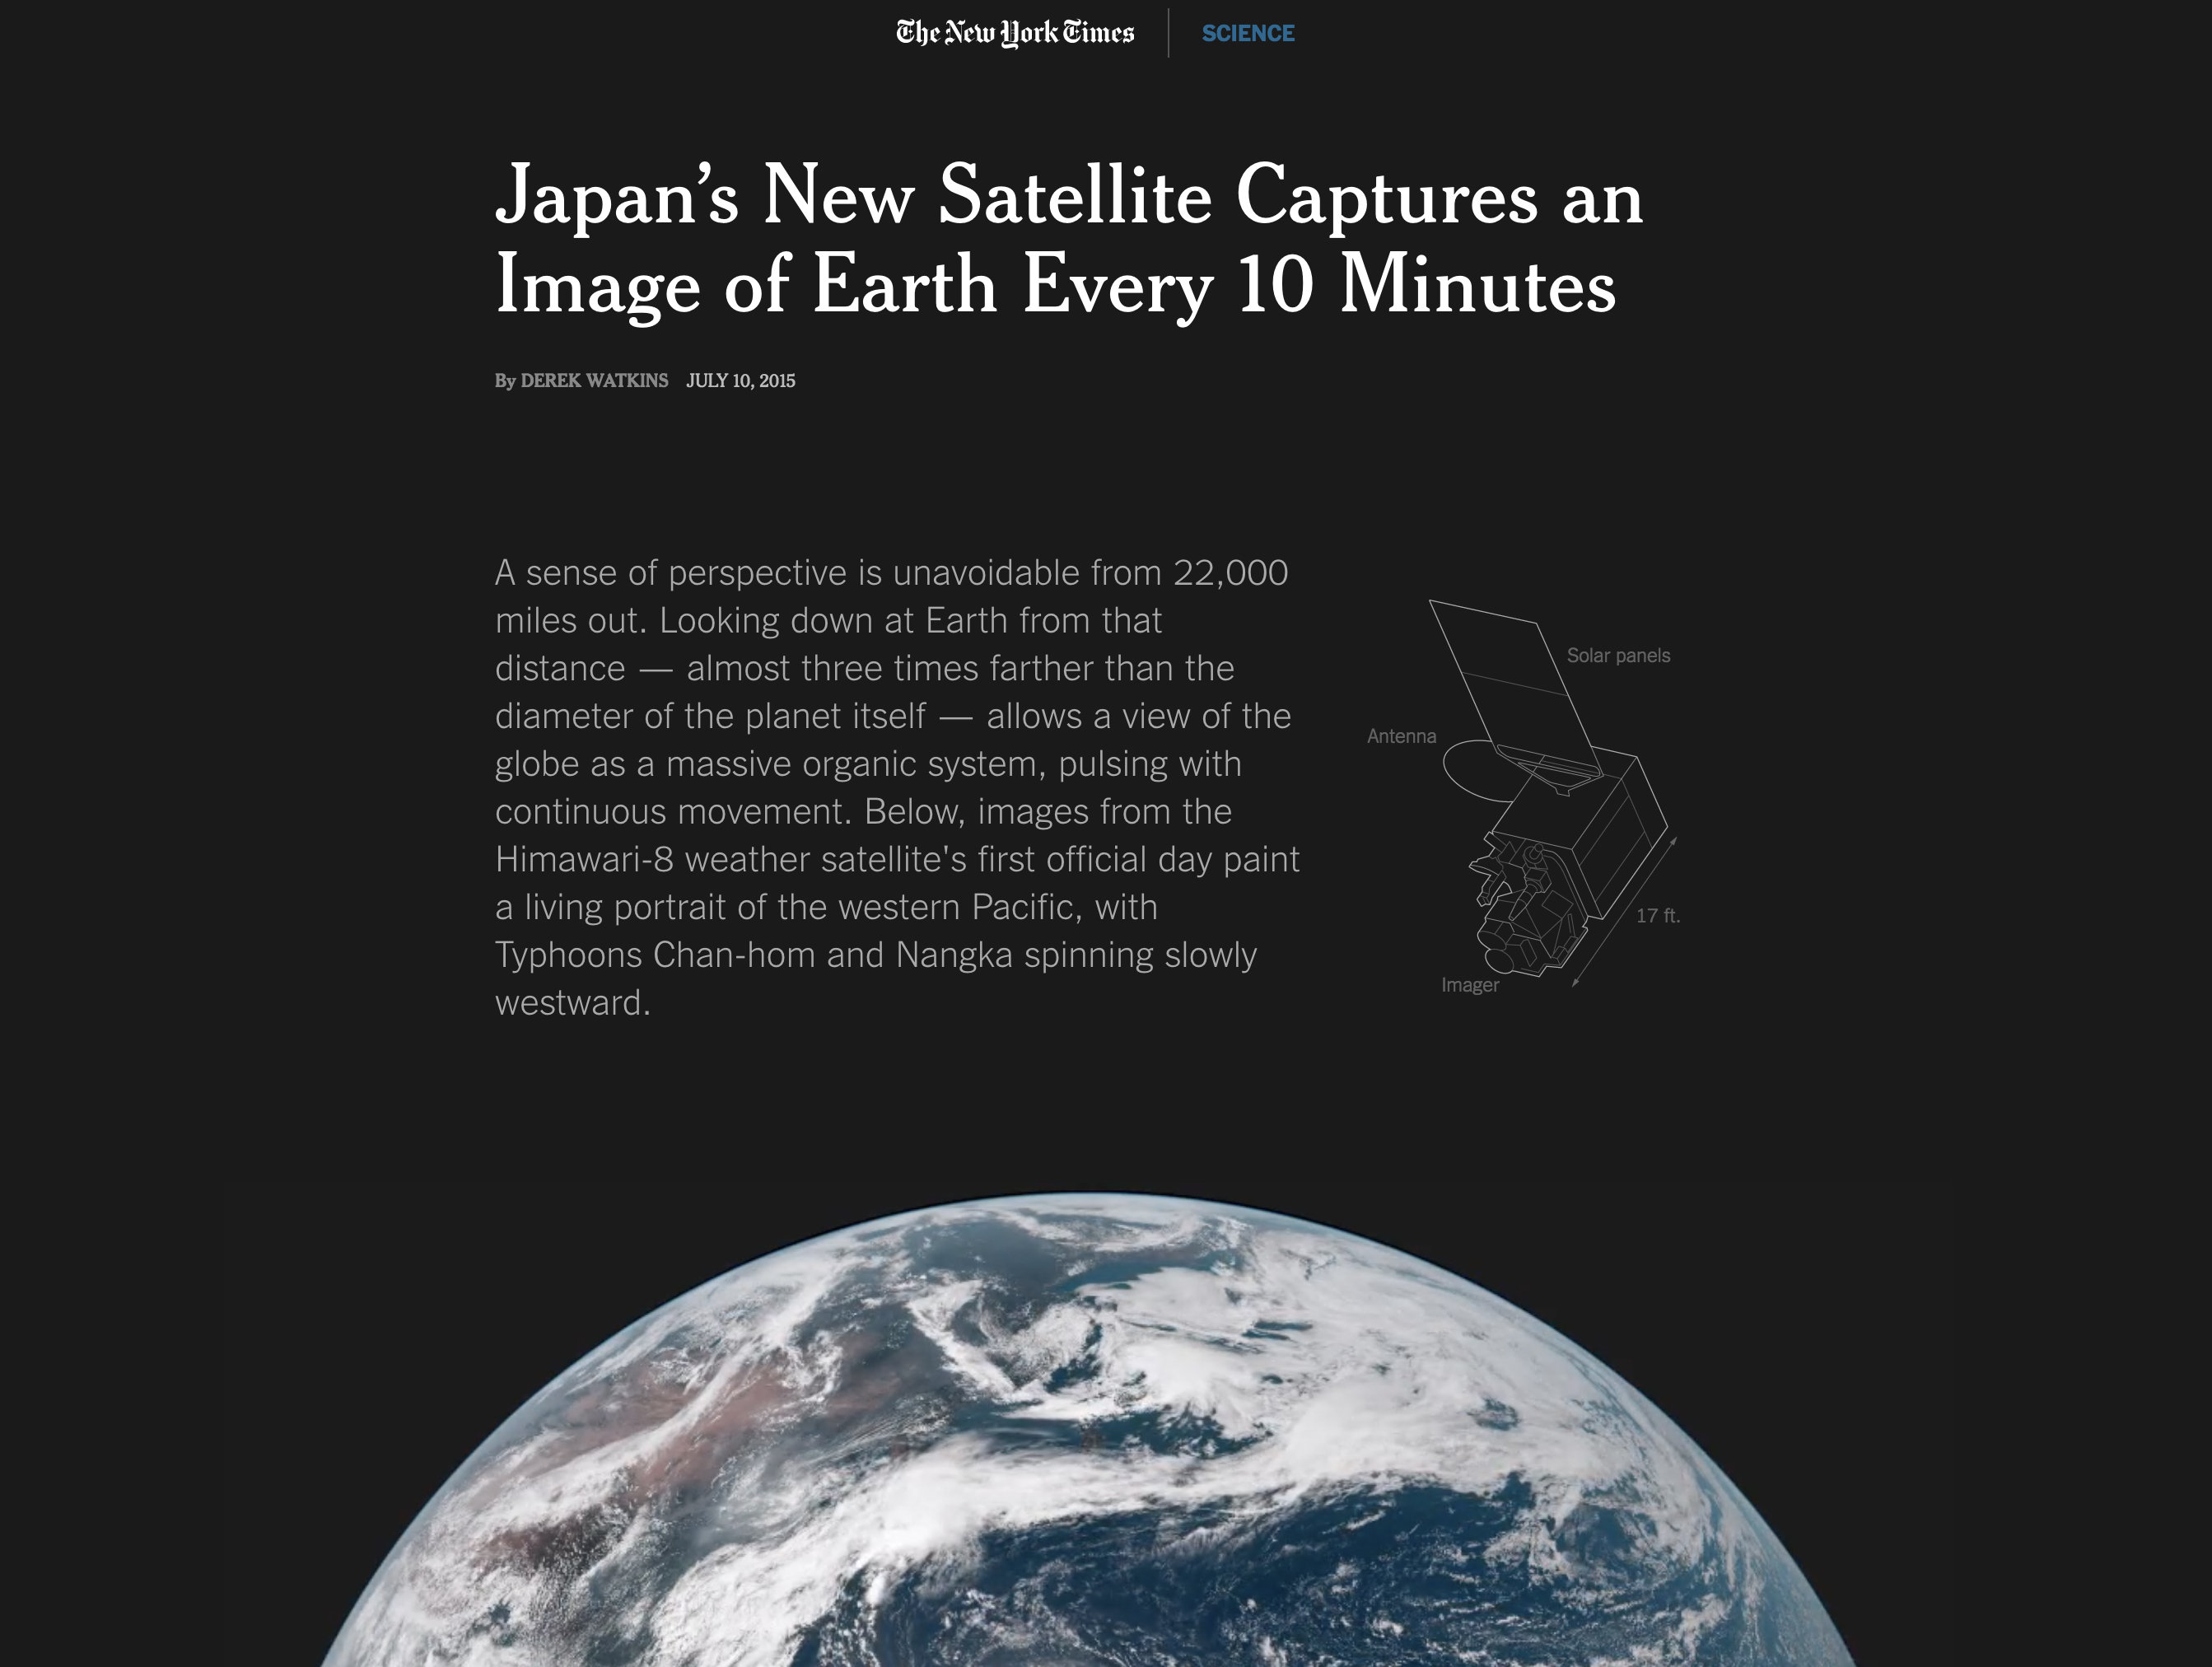 The New York Times
SCIENCE
Japan’s New Satellite Captures an
Image of Earth Every 10 Minutes
By DEREK WATKINS JULY 10, 2015
A sense of perspective is unavoidable from 22,000
miles out. Looking down at Earth from that
distance — almost three times farther than the
diameter of the planet itself — allows a view of the
globe as a massive organic system, pulsing with
continuous movement. Below, images from the
Himawari-8 weather satellite's first official day paint
a living portrait of the western Pacific, with
Typhoons Chan-hom and Nangka spinning slowly
westward.
Solar panels
Antenna
17 ft.
Imager